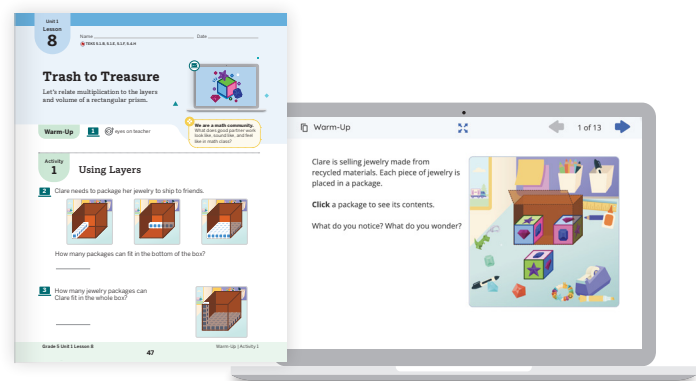 Unit 1
Lesson
8
Name Date
TEKS 5.1.B, 5.1.E, 5.1.F, 5.4.H
Trash to Treasure
Let's relate multiplication to the layers
and volume of a rectangular prism.
Warm-Up 1 eyes on teacher
We are a math community.
What does good partner work
look like, sound like, and feel
like in math class?
Activity
1
Using Layers
2 Clare needs to package her jewelry to ship to friends.
How many packages can fit in the bottom of the box?
3 How many jewelry packages can
Clare fit in the whole box?
Grade 5 Unit 1 Lesson 8
47
Warm-Up | Activity 1
Warm-Up
1 of 13
Clare is selling jewelry made from
recycled materials. Each piece of jewelry is
placed in a package.
Click a package to see its contents.
What do you notice? What do you wonder?